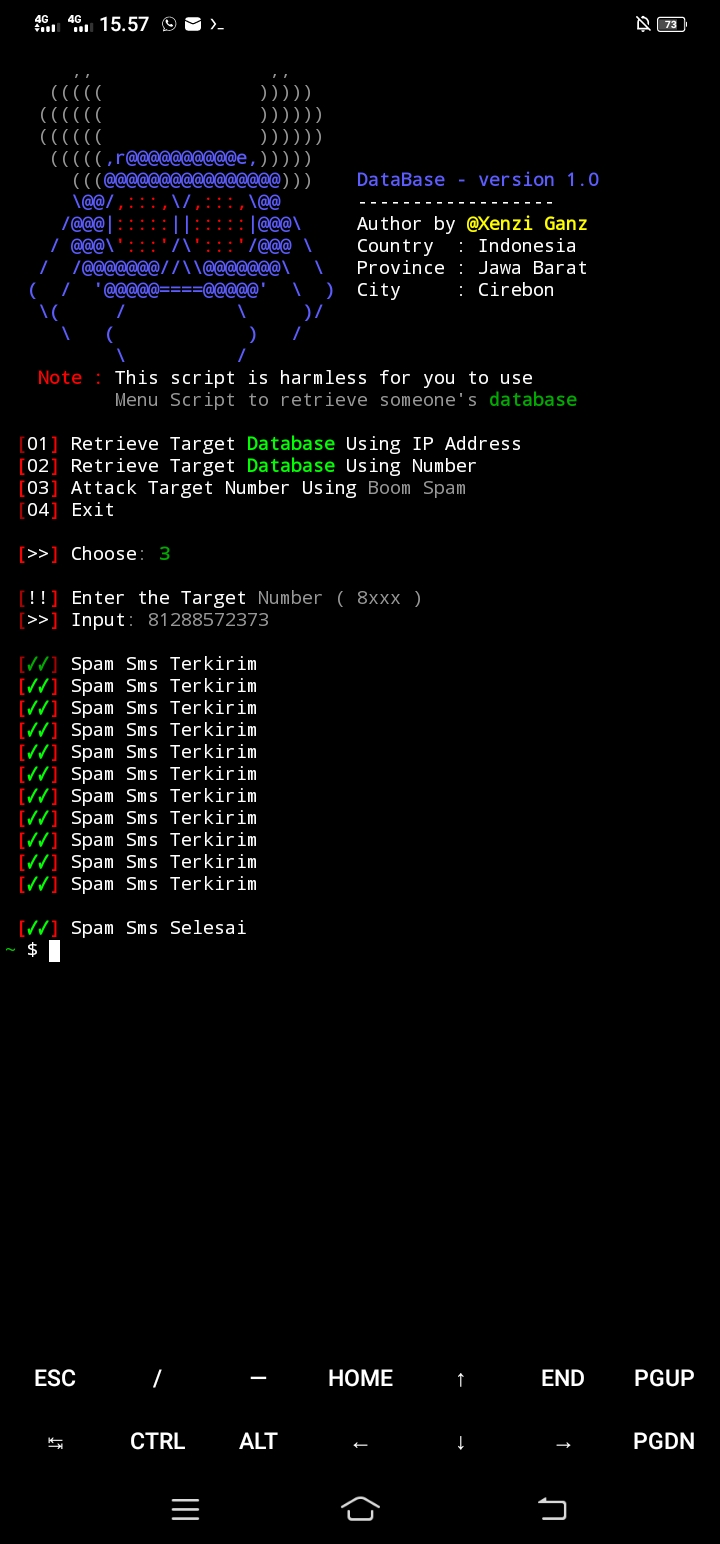 4G 4G 15.57 73
,, ,,
((((( )))))
(((((( ))))))
(((((( ))))))
(((((,r@@@@@@@@@@e,)))))
(((@@@@@@@@@@@@@@@@))) DataBase - version 1.0
\@@/,:::,\/,:::,\@@ ------------------
/@@@|:::::||:::::|@@@\ Author by @Xenzi Ganz
/ @@@\':::'/\':::'/@@@ \ Country : Indonesia
/ /@@@@@@@//\\@@@@@@@\ \ Province : Jawa Barat
( / '@@@@@====@@@@@' \ ) City : Cirebon
\( / \ )/
\ ( ) /
\ /
Note : This script is harmless for you to use
Menu Script to retrieve someone's database
[01] Retrieve Target Database Using IP Address
[02] Retrieve Target Database Using Number
[03] Attack Target Number Using Boom Spam
[04] Exit
[>>] Choose: 3
[!!] Enter the Target Number ( 8xxx )
[>>] Input: 81288572373
[✓✓] Spam Sms Terkirim
[✓✓] Spam Sms Terkirim
[✓✓] Spam Sms Terkirim
[✓✓] Spam Sms Terkirim
[✓✓] Spam Sms Terkirim
[✓✓] Spam Sms Terkirim
[✓✓] Spam Sms Terkirim
[✓✓] Spam Sms Terkirim
[✓✓] Spam Sms Terkirim
[✓✓] Spam Sms Terkirim
[✓✓] Spam Sms Terkirim
[✓✓] Spam Sms Selesai
~ $
ESC / — HOME ↑ END PGUP
↹ CTRL ALT ← ↓ → PGDN